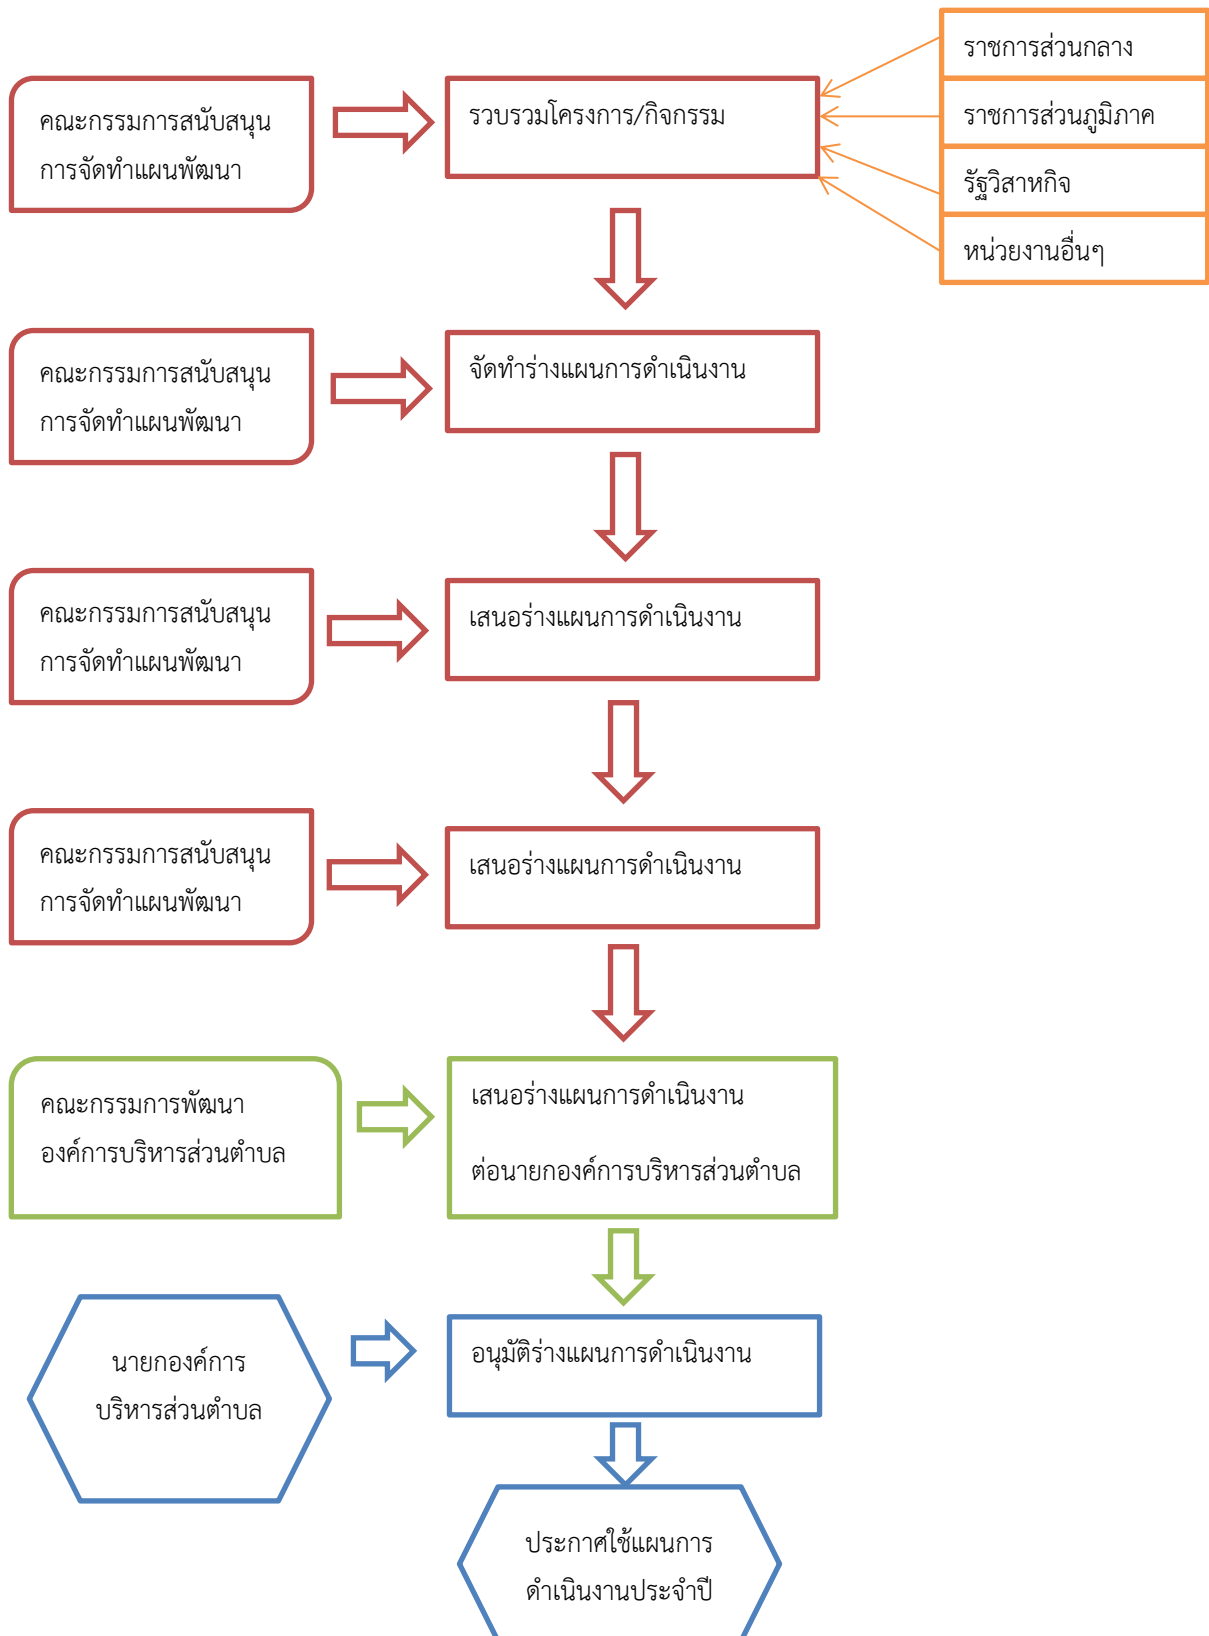 ราชการส่วนกลาง
คณะกรรมการสนับสนุน
การจัดทำแผนพัฒนา
รวบรวมโครงการ/กิจกรรม
ราชการส่วนภูมิภาค
รัฐวิสาหกิจ
หน่วยงานอื่นๆ
คณะกรรมการสนับสนุน
การจัดทำแผนพัฒนา
จัดทำร่างแผนการดำเนินงาน
คณะกรรมการสนับสนุน
การจัดทำแผนพัฒนา
เสนอร่างแผนการดำเนินงาน
คณะกรรมการสนับสนุน
การจัดทำแผนพัฒนา
เสนอร่างแผนการดำเนินงาน
คณะกรรมการพัฒนา
องค์การบริหารส่วนตำบล
เสนอร่างแผนการดำเนินงาน
ต่อนายกองค์การบริหารส่วนตำบล
นายกองค์การ
บริหารส่วนตำบล
อนุมัติร่างแผนการดำเนินงาน
ประกาศใช้แผนการ
ดำเนินงานประจำปี